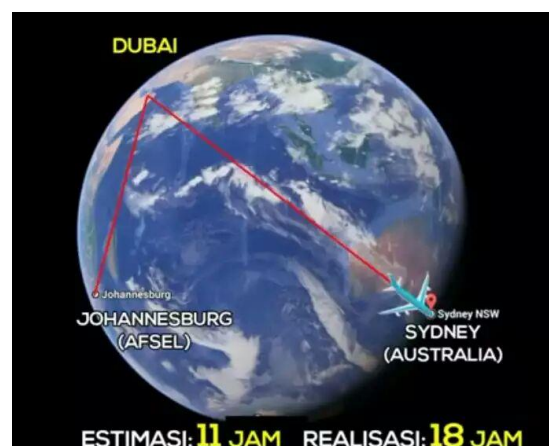 DUBAI
Johannesburg
JOHANNESBURG
(AFSEL)
Sydney NSW
SYDNEY
(AUSTRALIA)
ESTIMASI: 11 JAM REALISASI: 18 JAM